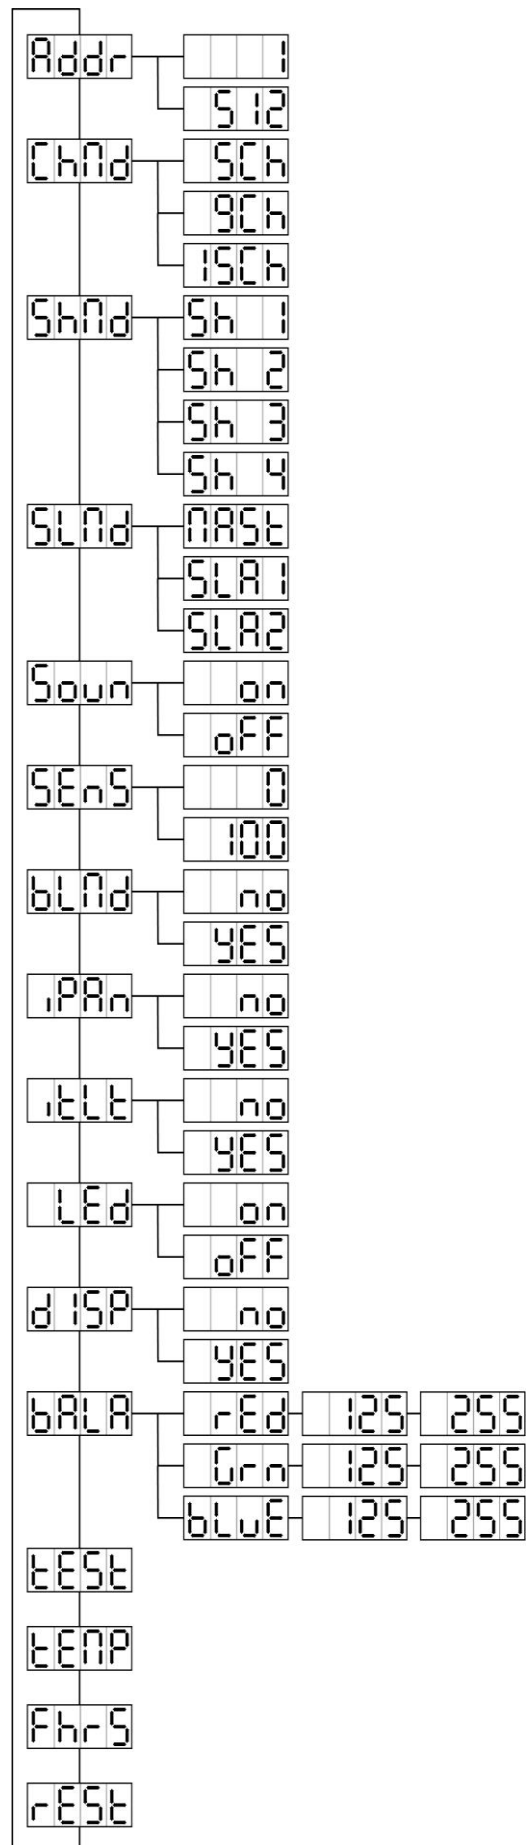 Addr 1
512
ChMd 5Ch
9Ch
15Ch
ShMd Sh 1
Sh 2
Sh 3
Sh 4
SLMd MASt
SLA1
SLA2
Soun on
oFF
SEnS 0
100
bLMd no
YES
iPAn no
YES
itLt no
YES
LEd on
oFF
dISP no
YES
bALA rEd 125 255
Grn 125 255
bLuE 125 255
tESt
tEMP
FhrS
rESt